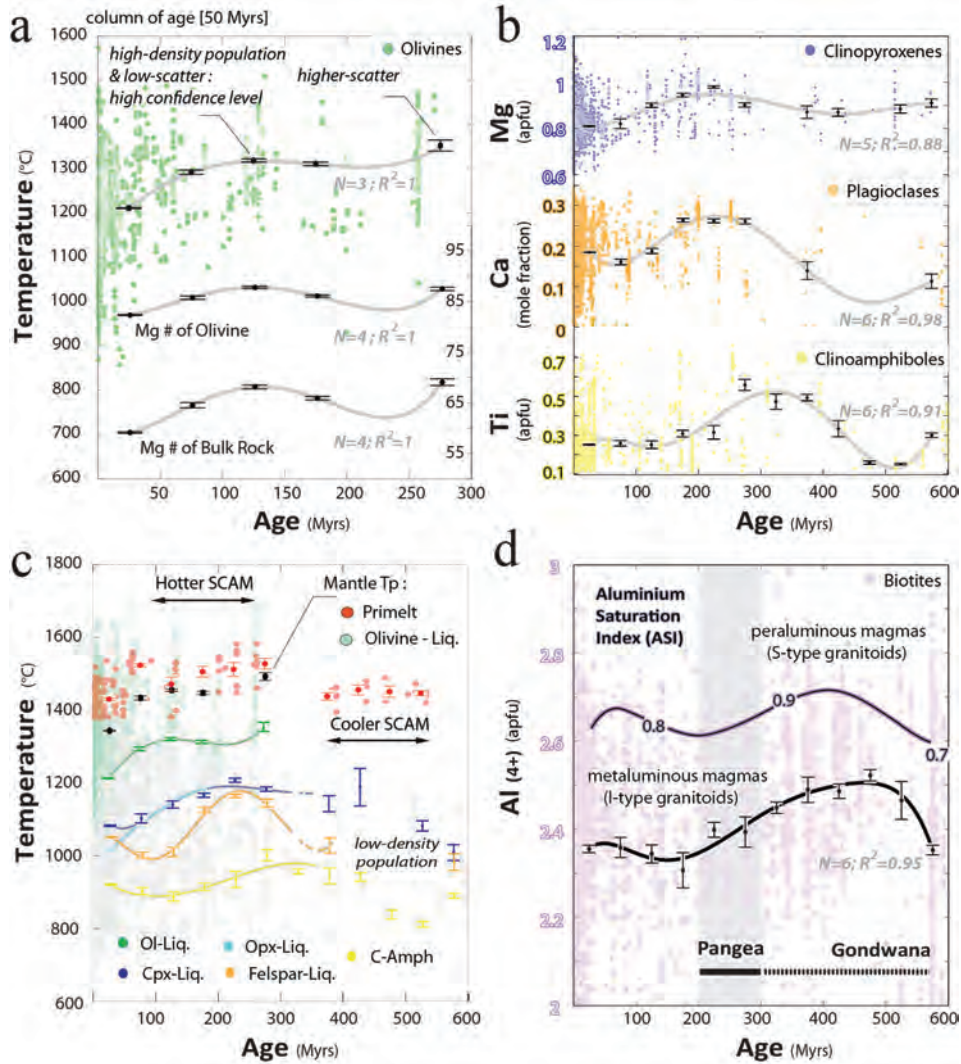 a
column of age [50 Myrs]
high-density population
& low-scatter :
high confidence level
higher-scatter
Olivines
1600
1500
1400
1300
1200
1100
1000
900
800
700
600
Temperature (°C)
N=3 ; R²=1
95
85
75
65
55
Mg # of Olivine
N=4 ; R²=1
Mg # of Bulk Rock
N=4 ; R²=1
50 100 150 200 250 300
Age (Myrs)
b
1.2
1
0.8
0.6
Mg (apfu)
Clinopyroxenes
N=5 ; R²=0.88
0.3
0.2
0.1
0
Ca (mole fraction)
Plagioclases
N=6; R²=0.98
0.7
0.5
0.3
0.1
Ti (apfu)
Clinoamphiboles
N=6 ; R²=0.91
0 100 200 300 400 500 600
Age (Myrs)
c
1800
1600
1400
1200
1000
800
600
Temperature (°C)
Hotter SCAM
Mantle Tp :
Primelt
Olivine - Liq.
Cooler SCAM
low-density
population
Ol-Liq.
Opx-Liq.
C-Amph
Cpx-Liq.
Felspar-Liq.
100 200 300 400 500 600
Age (Myrs)
d
3
2.8
2.6
2.4
2.2
2
Al (4+) (apfu)
Biotites
Aluminium
Saturation
Index (ASI)
peraluminous magmas
(S-type granitoids)
0.8
0.9
0.7
metaluminous magmas
(I-type granitoids)
N=6; R²=0.95
Pangea
Gondwana
0 100 200 300 400 500 600
Age (Myrs)